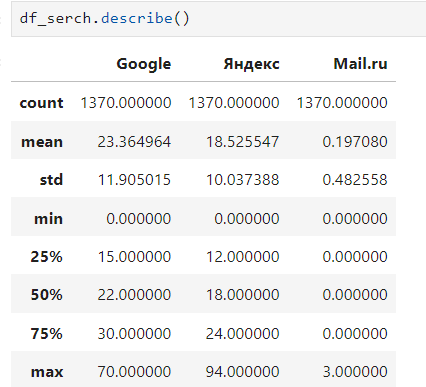 df_serch.describe()
Google Яндекс Mail.ru
count 1370.000000 1370.000000 1370.000000
mean 23.364964 18.525547 0.197080
std 11.905015 10.037388 0.482558
min 0.000000 0.000000 0.000000
25% 15.000000 12.000000 0.000000
50% 22.000000 18.000000 0.000000
75% 30.000000 24.000000 0.000000
max 70.000000 94.000000 3.000000